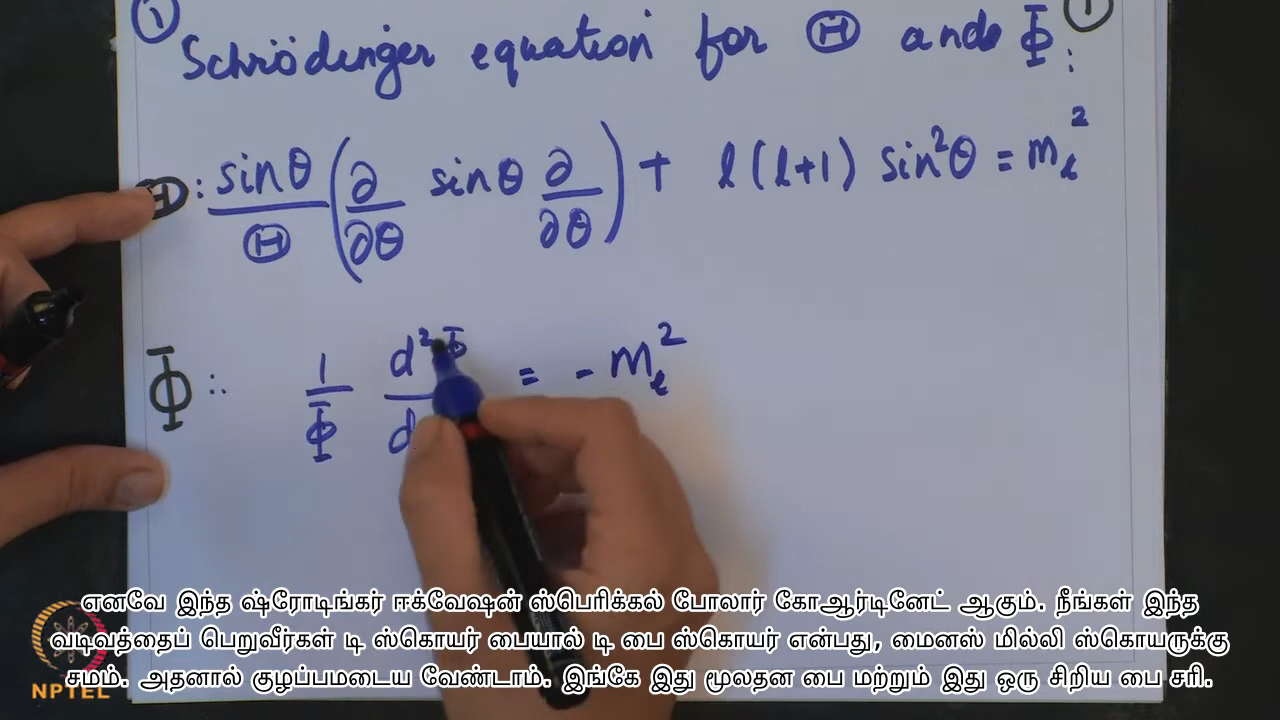 ①
①
Schrödinger equation for Ⓗ and Φ :
Ⓗ : sinθ/Ⓗ (∂/∂θ sinθ ∂/∂θ) + l(l+1) sin²θ = m_l²
Φ :. 1/Φ d²Φ/d = - m_l²
எனவே இந்த ஷ்ரோடிங்கர் ஈக்வேஷன் ஸ்பெரிக்கல் போலார் கோஆர்டினேட் ஆகும். நீங்கள் இந்த
வடிவத்தைப் பெறுவீர்கள் டி ஸ்கொயர் பையால் டி பை ஸ்கொயர் என்பது, மைனஸ் மில்லி ஸ்கொயருக்கு
சமம். அதனால் குழப்பமடைய வேண்டாம். இங்கே இது மூலதன பை மற்றும் இது ஒரு சிறிய பை சரி.
NPTEL